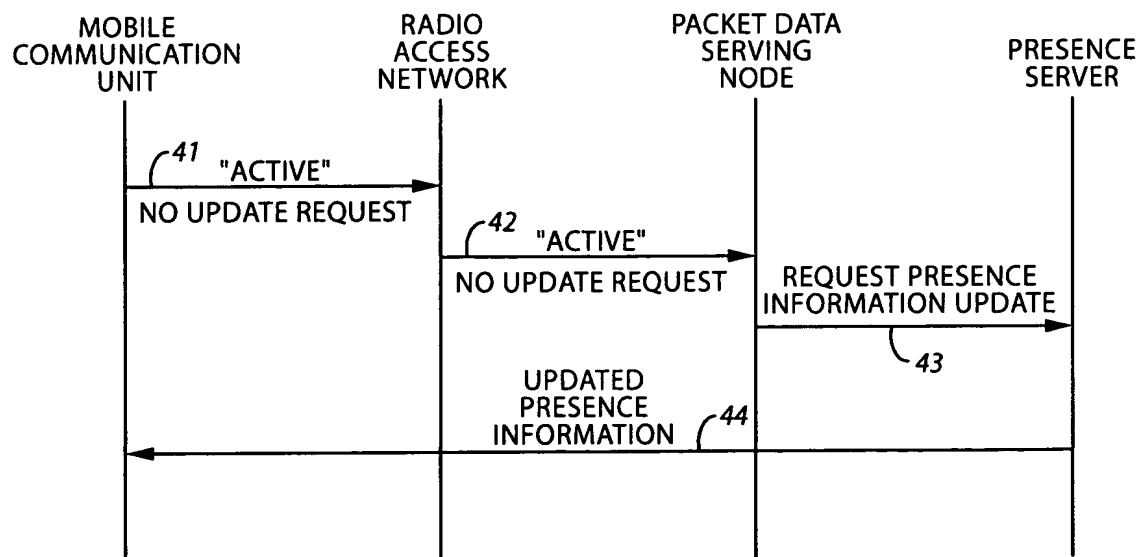 MOBILE
COMMUNICATION
UNIT
RADIO
ACCESS
NETWORK
PACKET DATA
SERVING
NODE
PRESENCE
SERVER
41
"ACTIVE"
NO UPDATE REQUEST
42
"ACTIVE"
NO UPDATE REQUEST
REQUEST PRESENCE
INFORMATION UPDATE
43
UPDATED
PRESENCE
INFORMATION
44